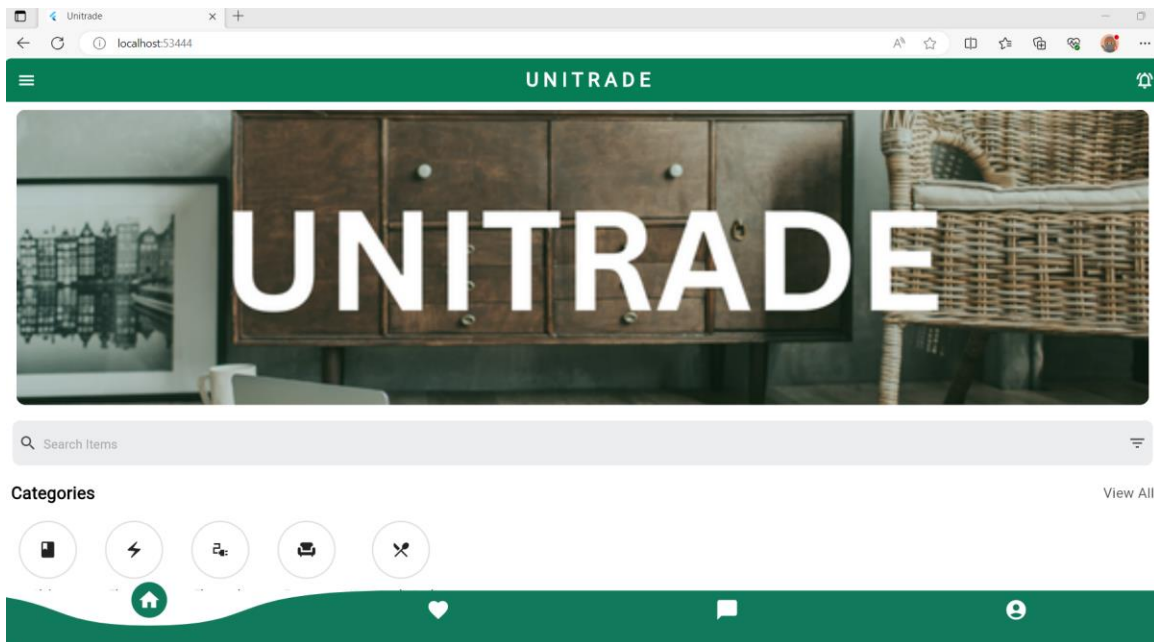 Unitrade
localhost:53444
UNITRADE
UNITRADE
Search Items
Categories
View All